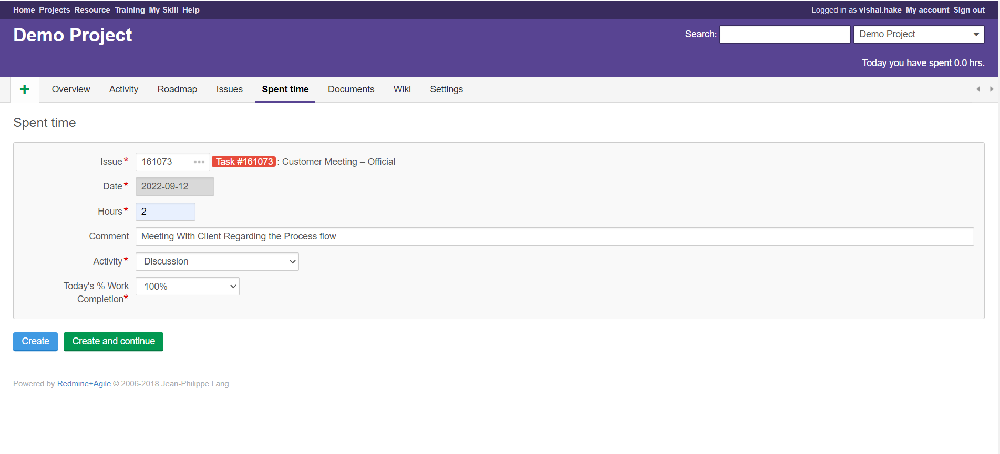 Home Projects Resource Training My Skill Help
Logged in as vishal.hake My account Sign out
Demo Project
Search: Demo Project
Today you have spent 0.0 hrs.
+ Overview Activity Roadmap Issues Spent time Documents Wiki Settings
Spent time
Issue* 161073 Task #161073: Customer Meeting – Official
Date* 2022-09-12
Hours* 2
Comment Meeting With Client Regarding the Process flow
Activity* Discussion
Today's % Work 100%
Completion*
Create Create and continue
Powered by Redmine+Agile © 2006-2018 Jean-Philippe Lang